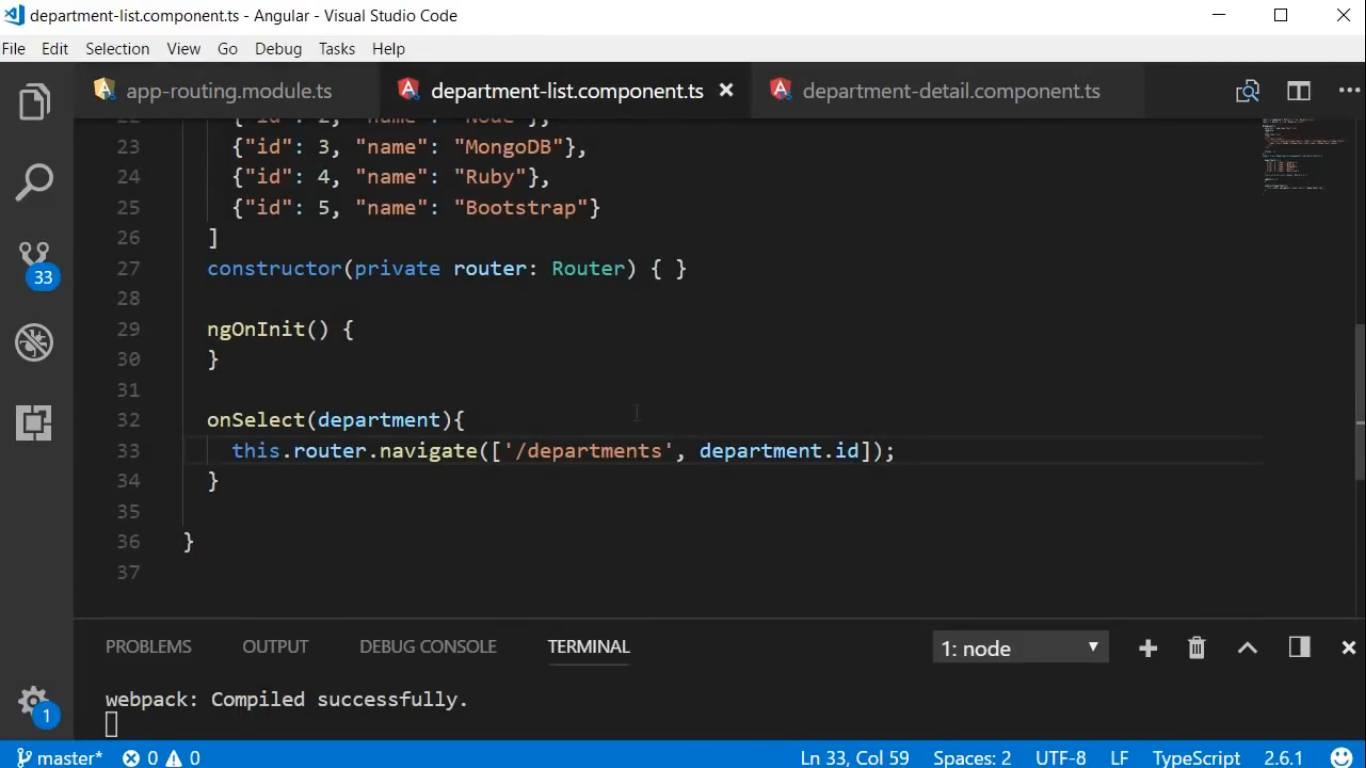 department-list.component.ts - Angular - Visual Studio Code
File Edit Selection View Go Debug Tasks Help
app-routing.module.ts department-list.component.ts department-detail.component.ts
22 {"id": 2, "name": "Node"},
23 {"id": 3, "name": "MongoDB"},
24 {"id": 4, "name": "Ruby"},
25 {"id": 5, "name": "Bootstrap"}
26 ]
27 constructor(private router: Router) { }
28
29 ngOnInit() {
30 }
31
32 onSelect(department){
33 this.router.navigate(['/departments', department.id]);
34 }
35
36 }
37
33
1
PROBLEMS OUTPUT DEBUG CONSOLE TERMINAL 1: node
webpack: Compiled successfully.
master* 0 0 Ln 33, Col 59 Spaces: 2 UTF-8 LF TypeScript 2.6.1